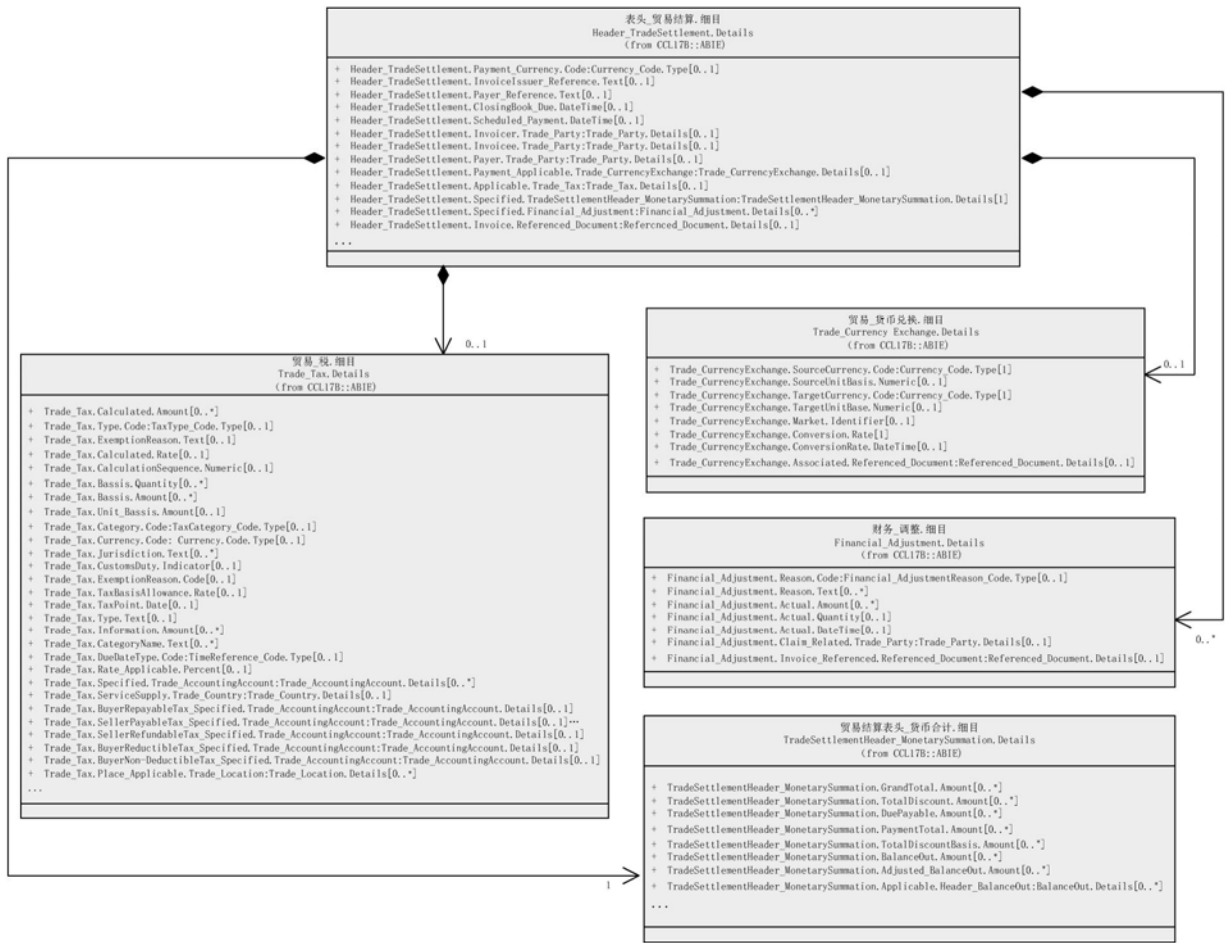 表头_贸易结算.细目
Header_TradeSettlement.Details
(from CCL17B::ABIE)
+ Header_TradeSettlement.Payment_Currency.Code:Currency_Code.Type[0..1]
+ Header_TradeSettlement.InvoiceIssuer_Reference.Text[0..1]
+ Header_TradeSettlement.Payer_Reference.Text[0..1]
+ Header_TradeSettlement.ClosingBook_Due.DateTime[0..1]
+ Header_TradeSettlement.Scheduled_Payment.DateTime[0..1]
+ Header_TradeSettlement.Invoicer.Trade_Party:Trade_Party.Details[0..1]
+ Header_TradeSettlement.Invoicee.Trade_Party:Trade_Party.Details[0..1]
+ Header_TradeSettlement.Payer.Trade_Party:Trade_Party.Details[0..1]
+ Header_TradeSettlement.Payment_Applicable.Trade_CurrencyExchange:Trade_CurrencyExchange.Details[0..1]
+ Header_TradeSettlement.Applicable.Trade_Tax:Trade_Tax.Details[0..1]
+ Header_TradeSettlement.Specified.TradeSettlementHeader_MonetarySummation:TradeSettlementHeader_MonetarySummation.Details[1]
+ Header_TradeSettlement.Specified.Financial_Adjustment:Financial_Adjustment.Details[0..*]
+ Header_TradeSettlement.Invoice.Referenced_Document:Refercnced_Document.Details[0..1]
...
0..1
贸易_税.细目
Trade_Tax.Details
(from CCL17B::ABIE)
+ Trade_Tax.Calculated.Amount[0..*]
+ Trade_Tax.Type.Code:TaxType_Code.Type[0..1]
+ Trade_Tax.ExemptionReason.Text[0..1]
+ Trade_Tax.Calculated.Rate[0..1]
+ Trade_Tax.CalculationSequence.Numeric[0..1]
+ Trade_Tax.Bassis.Quantity[0..*]
+ Trade_Tax.Bassis.Amount[0..*]
+ Trade_Tax.Unit_Bassis.Amount[0..1]
+ Trade_Tax.Category.Code:TaxCategory_Code.Type[0..1]
+ Trade_Tax.Currency.Code: Currency.Code.Type[0..1]
+ Trade_Tax.Jurisdiction.Text[0..*]
+ Trade_Tax.CustomsDuty.Indicator[0..1]
+ Trade_Tax.ExemptionReason.Code[0..1]
+ Trade_Tax.TaxBasisAllowance.Rate[0..1]
+ Trade_Tax.TaxPoint.Date[0..1]
+ Trade_Tax.Type.Text[0..1]
+ Trade_Tax.Information.Amount[0..*]
+ Trade_Tax.CategoryName.Text[0..*]
+ Trade_Tax.DueDateType.Code:TimeReference_Code.Type[0..1]
+ Trade_Tax.Rate_Applicable.Percent[0..1]
+ Trade_Tax.Specified.Trade_AccountingAccount:Trade_AccountingAccount.Details[0..*]
+ Trade_Tax.ServiceSupply.Trade_Country:Trade_Country.Details[0..1]
+ Trade_Tax.BuyerRepayableTax_Specified.Trade_AccountingAccount:Trade_AccountingAccount.Details[0..1]
+ Trade_Tax.SellerPayableTax_Specified.Trade_AccountingAccount:Trade_AccountingAccount.Details[0..1]…
+ Trade_Tax.SellerRefundableTax_Specified.Trade_AccountingAccount:Trade_AccountingAccount.Details[0..1]
+ Trade_Tax.BuyerReductibleTax_Specified.Trade_AccountingAccount:Trade_AccountingAccount.Details[0..1]
+ Trade_Tax.BuyerNon-DeductibleTax_Specified.Trade_AccountingAccount:Trade_AccountingAccount.Details[0..1]
+ Trade_Tax.Place_Applicable.Trade_Location:Trade_Location.Details[0..*]
...
贸易_货币兑换.细目
Trade_Currency Exchange.Details
(from CCL17B::ABIE)
+ Trade_CurrencyExchange.SourceCurrency.Code:Currency_Code.Type[1]
+ Trade_CurrencyExchange.SourceUnitBasis.Numeric[0..1]
+ Trade_CurrencyExchange.TargetCurrency.Code:Currency_Code.Type[1]
+ Trade_CurrencyExchange.TargetUnitBase.Numeric[0..1]
+ Trade_CurrencyExchange.Market.Identifier[0..1]
+ Trade_CurrencyExchange.Conversion.Rate[1]
+ Trade_CurrencyExchange.ConversionRate.DateTime[0..1]
+ Trade_CurrencyExchange.Associated.Referenced_Document:Referenced_Document.Details[0..1]
0..1
财务_调整.细目
Financial_Adjustment.Details
(from CCL17B::ABIE)
+ Financial_Adjustment.Reason.Code:Financial_AdjustmentReason_Code.Type[0..1]
+ Financial_Adjustment.Reason.Text[0..*]
+ Financial_Adjustment.Actual.Amount[0..*]
+ Financial_Adjustment.Actual.Quantity[0..1]
+ Financial_Adjustment.Actual.DateTime[0..1]
+ Financial_Adjustment.Claim_Related.Trade_Party:Trade_Party.Details[0..1]
+ Financial_Adjustment.Invoice_Referenced.Referenced_Document:Referenced_Document.Details[0..1]
0..*
贸易结算表头_货币合计.细目
TradeSettlementHeader_MonetarySummation.Details
(from CCL17B::ABIE)
+ TradeSettlementHeader_MonetarySummation.GrandTotal.Amount[0..*]
+ TradeSettlementHeader_MonetarySummation.TotalDiscount.Amount[0..*]
+ TradeSettlementHeader_MonetarySummation.DuePayable.Amount[0..*]
+ TradeSettlementHeader_MonetarySummation.PaymentTotal.Amount[0..*]
+ TradeSettlementHeader_MonetarySummation.TotalDiscountBasis.Amount[0..*]
+ TradeSettlementHeader_MonetarySummation.BalanceOut.Amount[0..*]
+ TradeSettlementHeader_MonetarySummation.Adjusted_BalanceOut.Amount[0..*]
+ TradeSettlementHeader_MonetarySummation.Applicable.Header_BalanceOut:BalanceOut.Details[0..*]
...
1